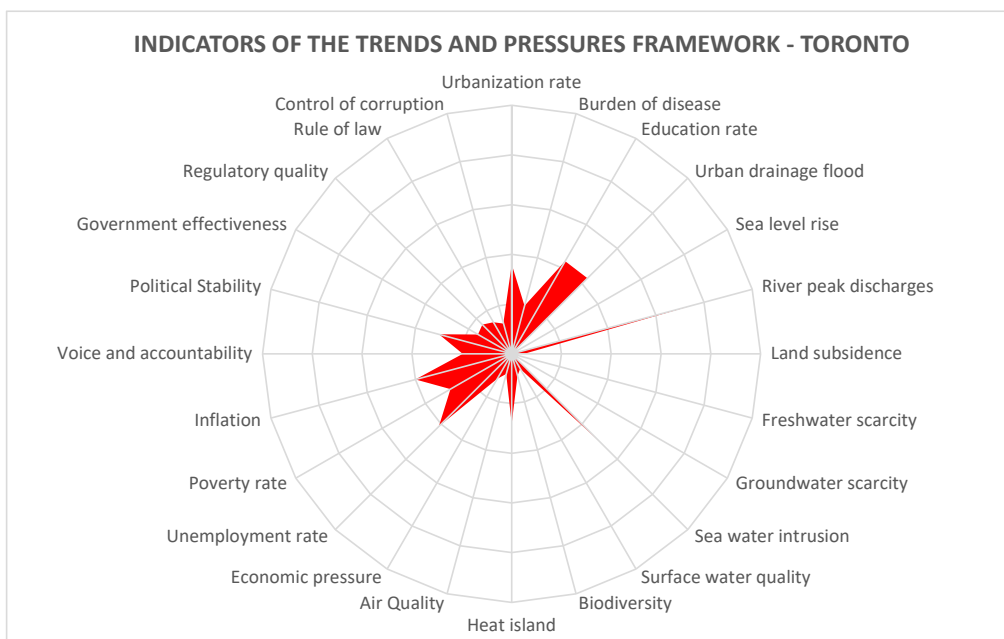 INDICATORS OF THE TRENDS AND PRESSURES FRAMEWORK - TORONTO
Urbanization rate
Burden of disease
Education rate
Urban drainage flood
Sea level rise
River peak discharges
Land subsidence
Freshwater scarcity
Groundwater scarcity
Sea water intrusion
Surface water quality
Biodiversity
Heat island
Air Quality
Economic pressure
Unemployment rate
Poverty rate
Inflation
Voice and accountability
Political Stability
Government effectiveness
Regulatory quality
Rule of law
Control of corruption